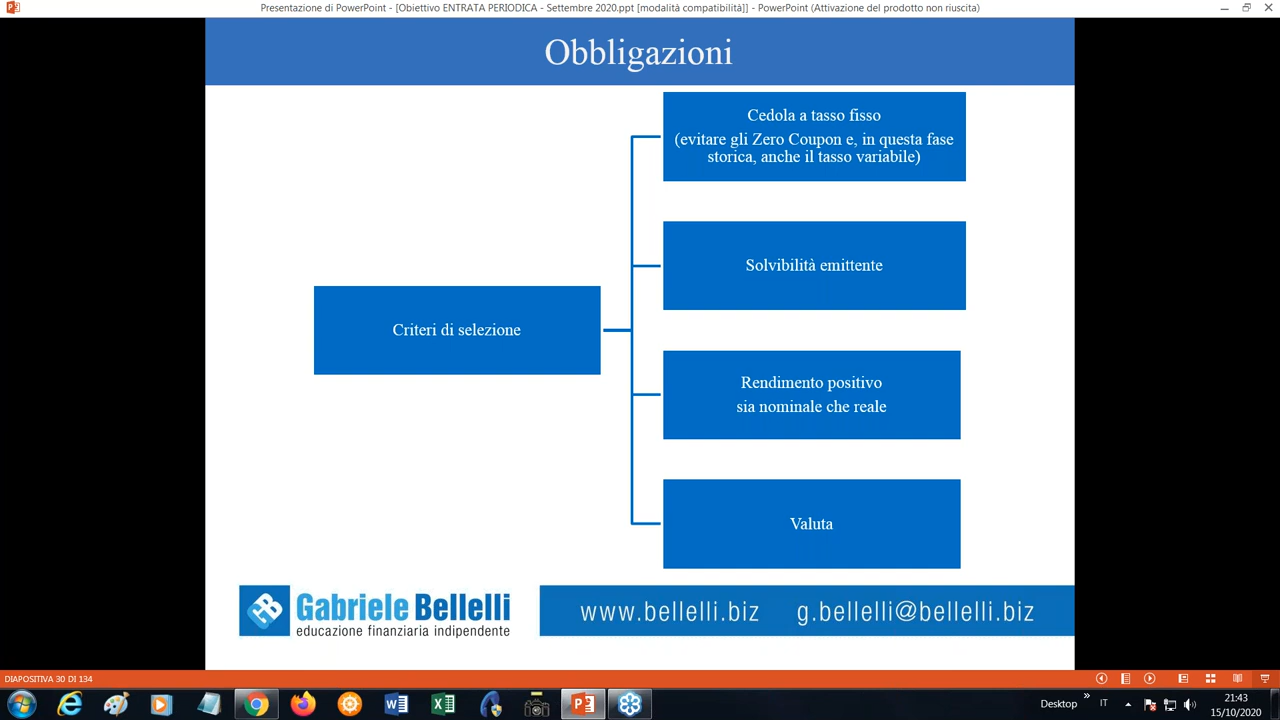 Presentazione di PowerPoint - [Obiettivo ENTRATA PERIODICA - Settembre 2020.ppt [modalità compatibilità]] - PowerPoint (Attivazione del prodotto non riuscita)
Obbligazioni
Cedola a tasso fisso
(evitare gli Zero Coupon e, in questa fase
storica, anche il tasso variabile)
Solvibilità emittente
Criteri di selezione
Rendimento positivo
sia nominale che reale
Valuta
Gabriele Bellelli
educazione finanziaria indipendente
www.bellelli.biz g.bellelli@bellelli.biz
DIAPOSITIVA 30 DI 134
Desktop
IT
21:43
15/10/2020